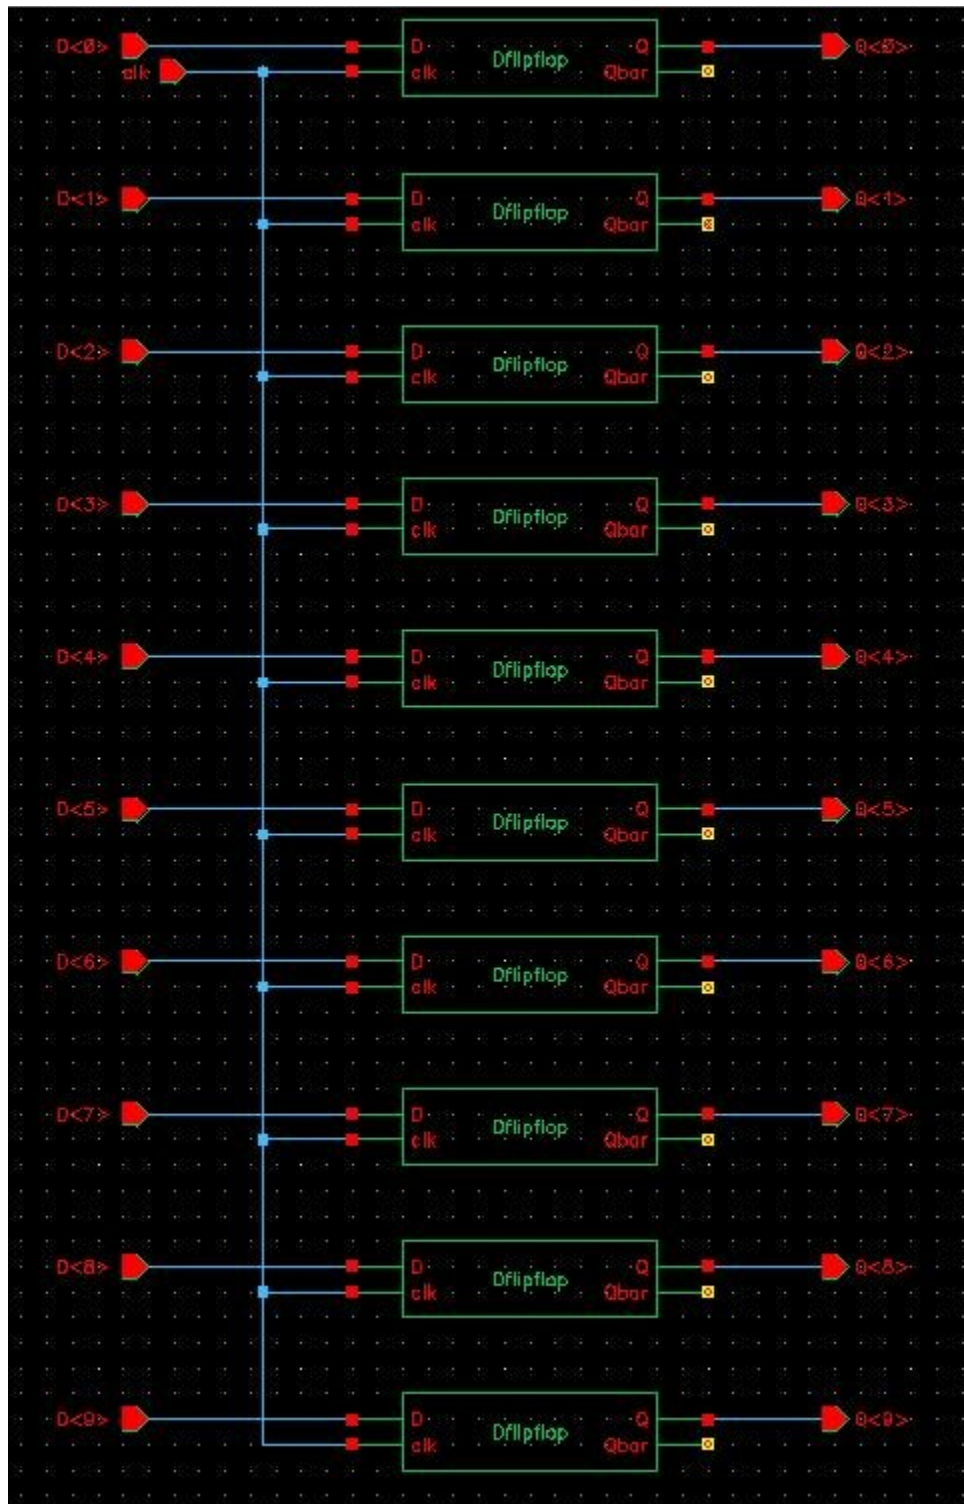 D<0> D Dflipflop Q Q<0>
clk clk Qbar
D<1> D Dflipflop Q Q<1>
clk Qbar
D<2> D Dflipflop Q Q<2>
clk Qbar
D<3> D Dflipflop Q Q<3>
clk Qbar
D<4> D Dflipflop Q Q<4>
clk Qbar
D<5> D Dflipflop Q Q<5>
clk Qbar
D<6> D Dflipflop Q Q<6>
clk Qbar
D<7> D Dflipflop Q Q<7>
clk Qbar
D<8> D Dflipflop Q Q<8>
clk Qbar
D<9> D Dflipflop Q Q<9>
clk Qbar